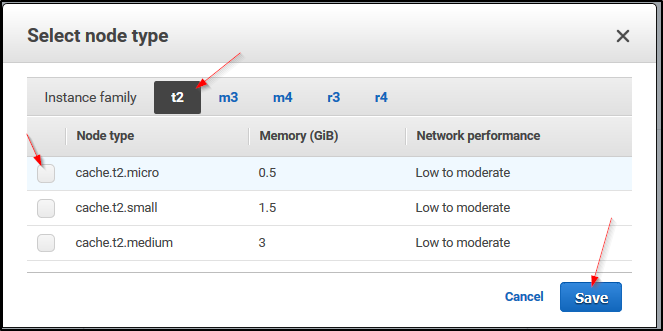 Select node type
Instance family t2 m3 m4 r3 r4
Node type Memory (GiB) Network performance
cache.t2.micro 0.5 Low to moderate
cache.t2.small 1.5 Low to moderate
cache.t2.medium 3 Low to moderate
Cancel Save